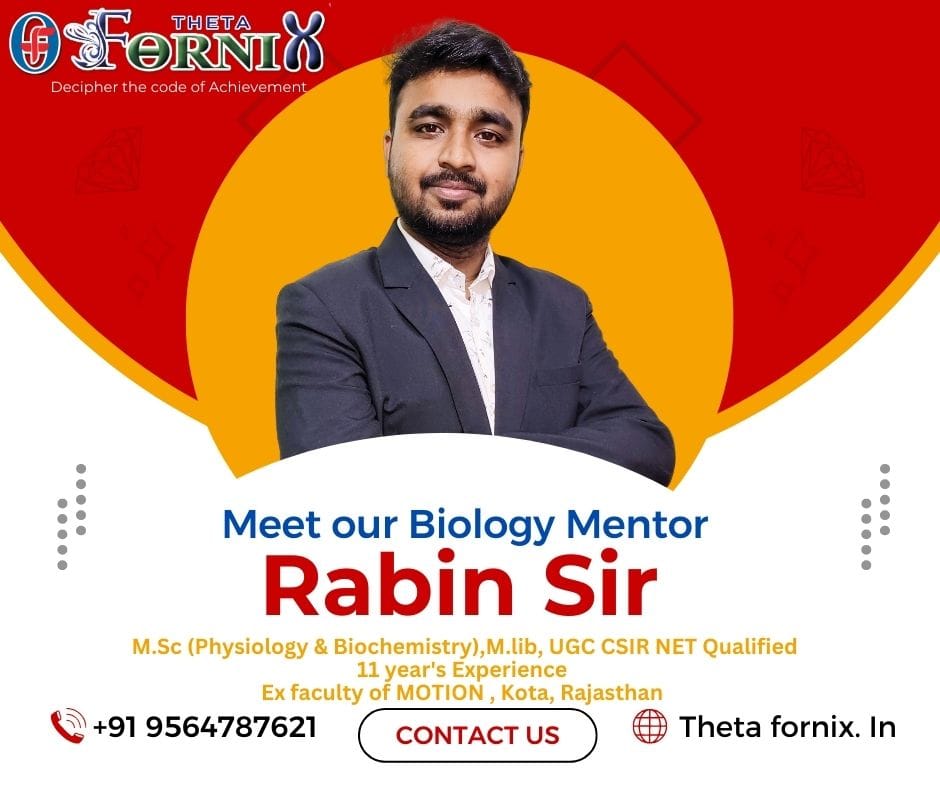 THETA
FORNIX
Decipher the code of Achievement
Meet our Biology Mentor
Rabin Sir
M.Sc (Physiology & Biochemistry),M.lib, UGC CSIR NET Qualified
11 year's Experience
Ex faculty of MOTION , Kota, Rajasthan
+91 9564787621
CONTACT US
Theta fornix. In